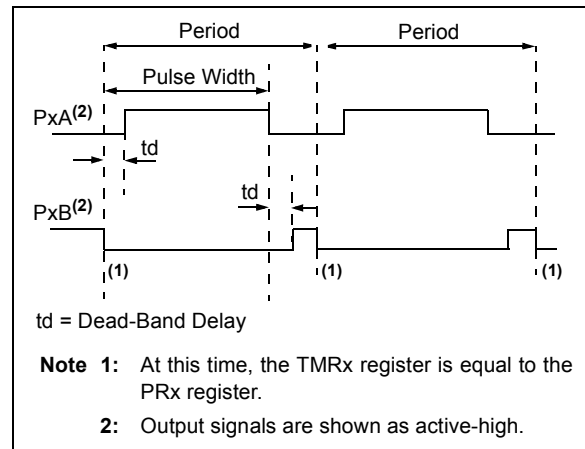 Period Period
Pulse Width
PxA(2)
td
td
PxB(2)
(1) (1) (1)
td = Dead-Band Delay
Note 1: At this time, the TMRx register is equal to the
PRx register.
2: Output signals are shown as active-high.